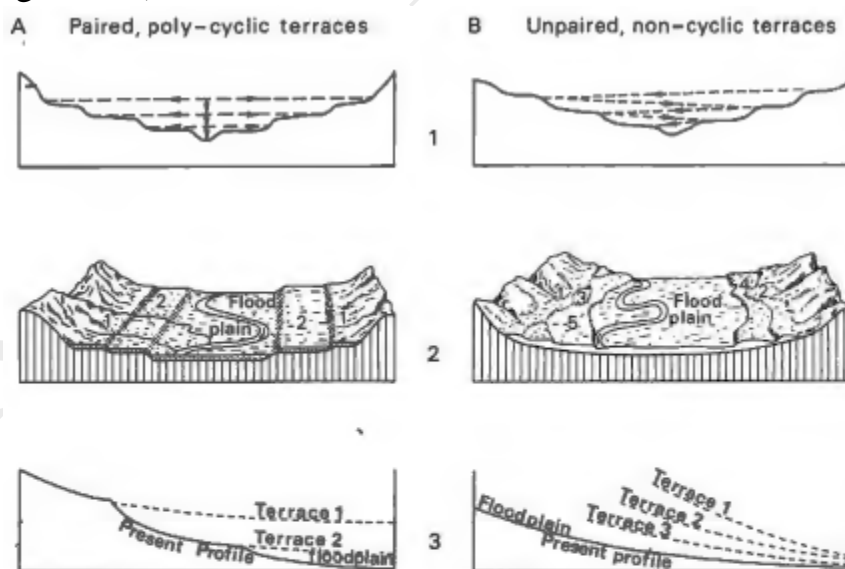 A Paired, poly-cyclic terraces
B Unpaired, non-cyclic terraces
1
1 2 Flood plain 2 1
3 5 Flood plain 4 2
2
Terrace 1
Terrace 2
Present Profile floodplain
3
Terrace 1
Terrace 2
Terrace 3
Floodplain
Present profile